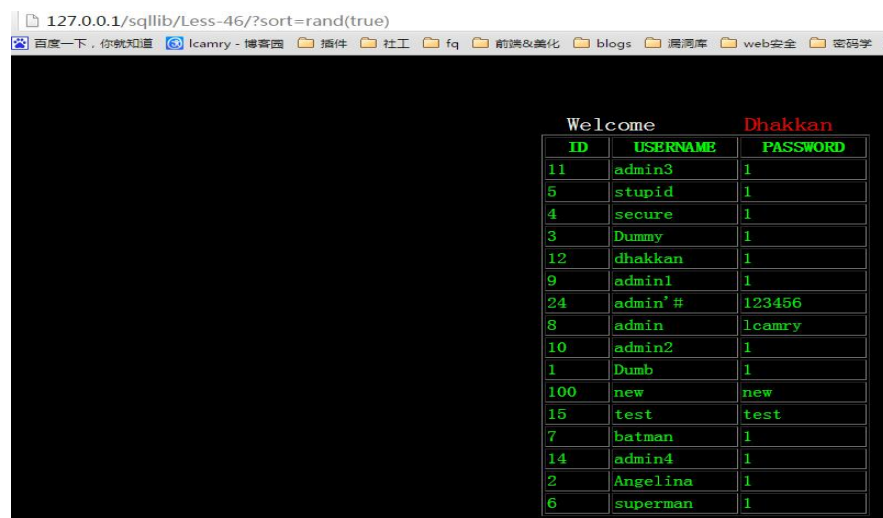 127.0.0.1/sqllib/Less-46/?sort=rand(true)
百度一下，你就知道 lcamry - 博客园 插件 社工 fq 前端&美化 blogs 漏洞库 web安全 密码学
Welcome Dhakkan
ID USERNAME PASSWORD
11 admin3 1
5 stupid 1
4 secure 1
3 Dummy 1
12 dhakkan 1
9 admin1 1
24 admin'# 123456
8 admin lcamry
10 admin2 1
1 Dumb 1
100 new new
15 test test
7 batman 1
14 admin4 1
2 Angelina 1
6 superman 1